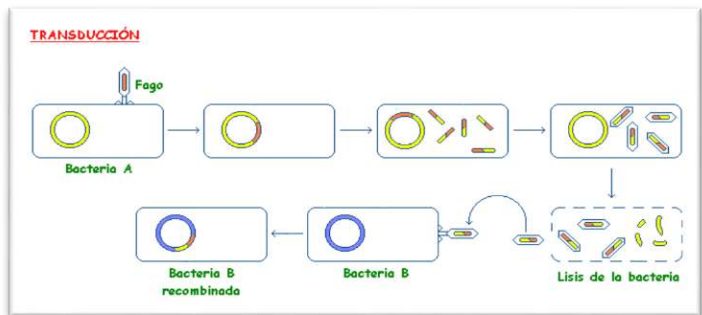 TRANSDUCCIÓN
Fago
Bacteria A
Bacteria B
recombinada
Bacteria B
Lisis de la bacteria